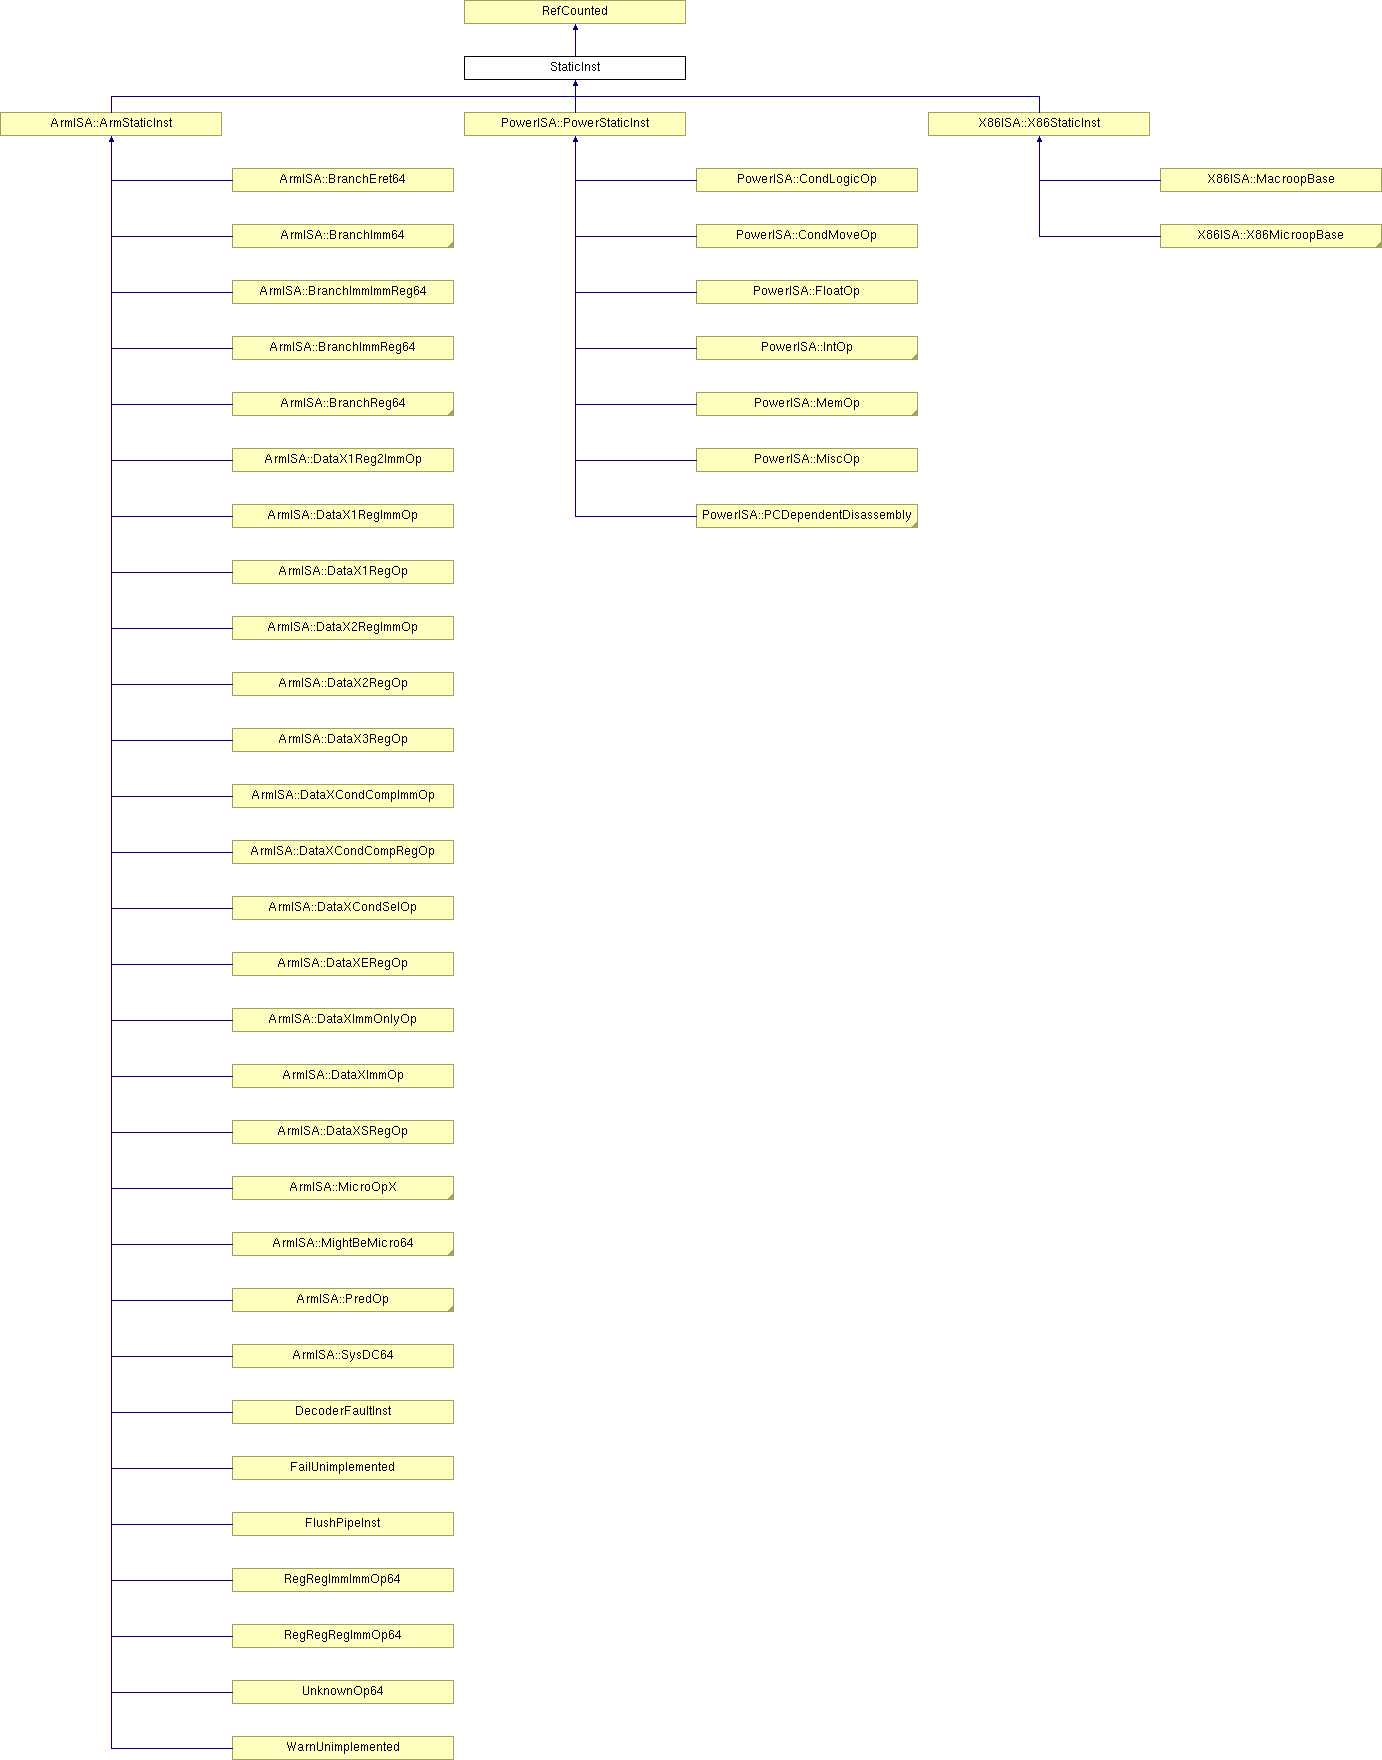 RefCounted
StaticInst
ArmISA::ArmStaticInst
PowerISA::PowerStaticInst
X86ISA::X86StaticInst
ArmISA::BranchEret64
PowerISA::CondLogicOp
X86ISA::MacroopBase
ArmISA::BranchImm64
PowerISA::CondMoveOp
X86ISA::X86MicroopBase
ArmISA::BranchImmImmReg64
PowerISA::FloatOp
ArmISA::BranchImmReg64
PowerISA::IntOp
ArmISA::BranchReg64
PowerISA::MemOp
ArmISA::DataX1Reg2ImmOp
PowerISA::MiscOp
ArmISA::DataX1RegImmOp
PowerISA::PCDependentDisassembly
ArmISA::DataX1RegOp
ArmISA::DataX2RegImmOp
ArmISA::DataX2RegOp
ArmISA::DataX3RegOp
ArmISA::DataXCondCompImmOp
ArmISA::DataXCondCompRegOp
ArmISA::DataXCondSelOp
ArmISA::DataXERegOp
ArmISA::DataXImmOnlyOp
ArmISA::DataXImmOp
ArmISA::DataXSRegOp
ArmISA::MicroOpX
ArmISA::MightBeMicro64
ArmISA::PredOp
ArmISA::SysDC64
DecoderFaultInst
FailUnimplemented
FlushPipeInst
RegRegImmImmOp64
RegRegRegImmOp64
UnknownOp64
WarnUnimplemented